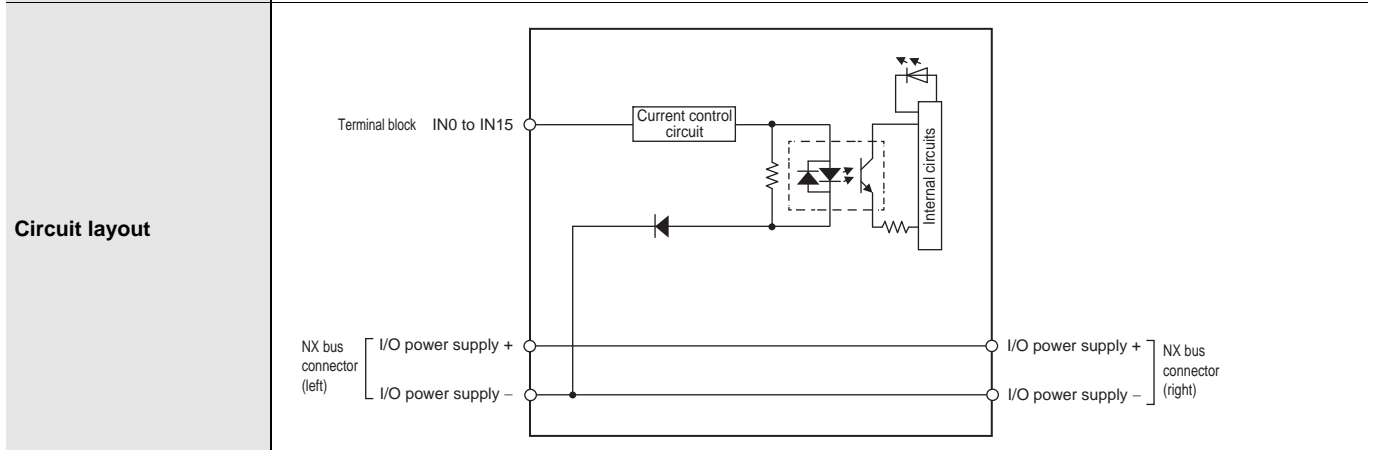 Circuit layout
Terminal block IN0 to IN15
Current control
circuit
Internal circuits
NX bus
connector
(left)
I/O power supply +
I/O power supply −
I/O power supply +
I/O power supply −
NX bus
connector
(right)